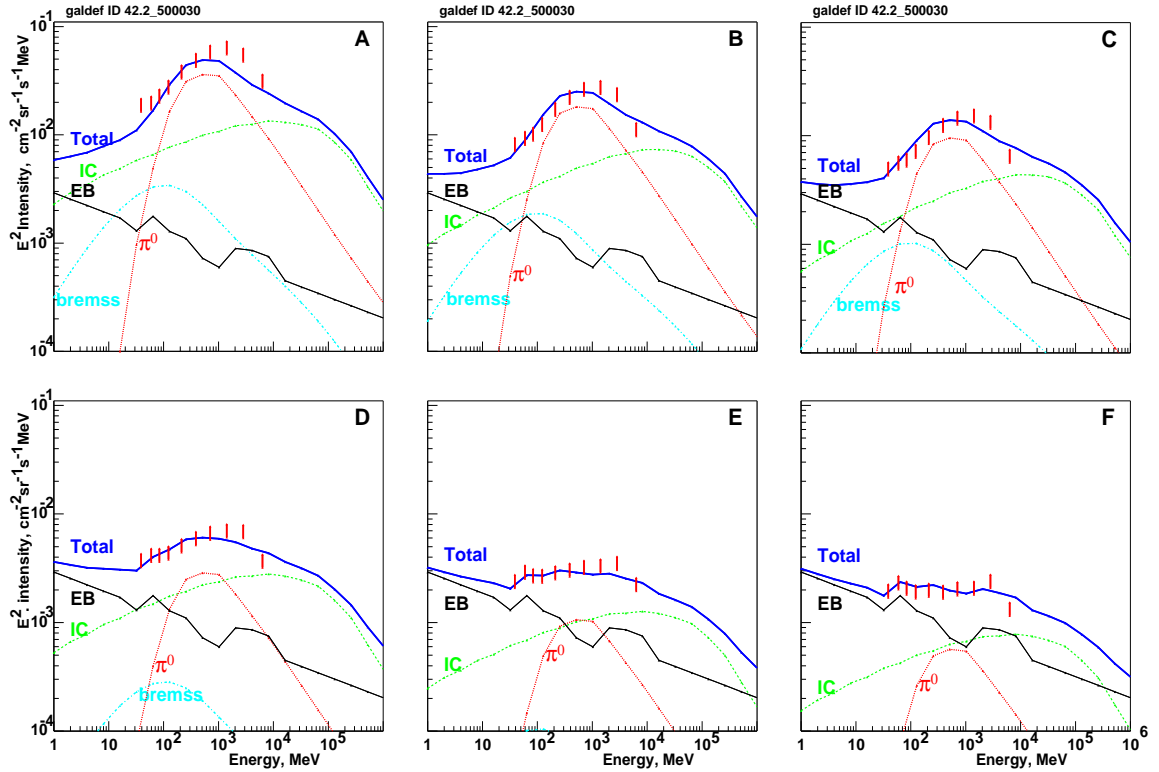 galdef ID 42.2_500030 galdef ID 42.2_500030 galdef ID 42.2_500030
10^-1 A B C
10^-2
10^-3
10^-4
E^2 Intensity, cm^-2 sr^-1 s^-1 MeV
Total IC EB π^0 bremss
Total EB IC π^0 bremss
Total EB IC π^0 bremss
10^-1 D E F
10^-2
10^-3
10^-4
E^2 intensity, cm^-2 sr^-1 s^-1 MeV
Total EB IC π^0 bremss
Total EB IC π^0
Total EB IC π^0
1 10 10^2 10^3 10^4 10^5 1 10 10^2 10^3 10^4 10^5 1 10 10^2 10^3 10^4 10^5 10^6
Energy, MeV Energy, MeV Energy, MeV